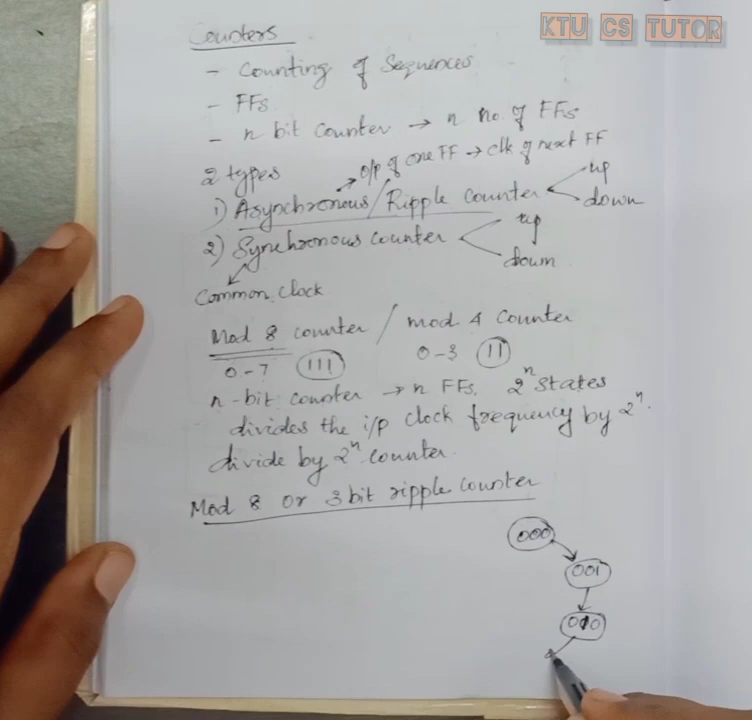 KTU CS TUTOR
Counters
- Counting of Sequences
- FFs
- n bit counter → n no of FFs
2 types → o/p of one FF → clk of next FF
1) Asynchronous / Ripple Counter up
down
2) Synchronous counter up
down
Common Clock
Mod 8 counter / mod 4 counter
0-7 111 0-3 11
n-bit counter → n FFs. 2ⁿ states
divides the i/p clock frequency by 2ⁿ.
divide by 2ⁿ counter.
Mod 8 or 3 bit ripple counter
000
001
010